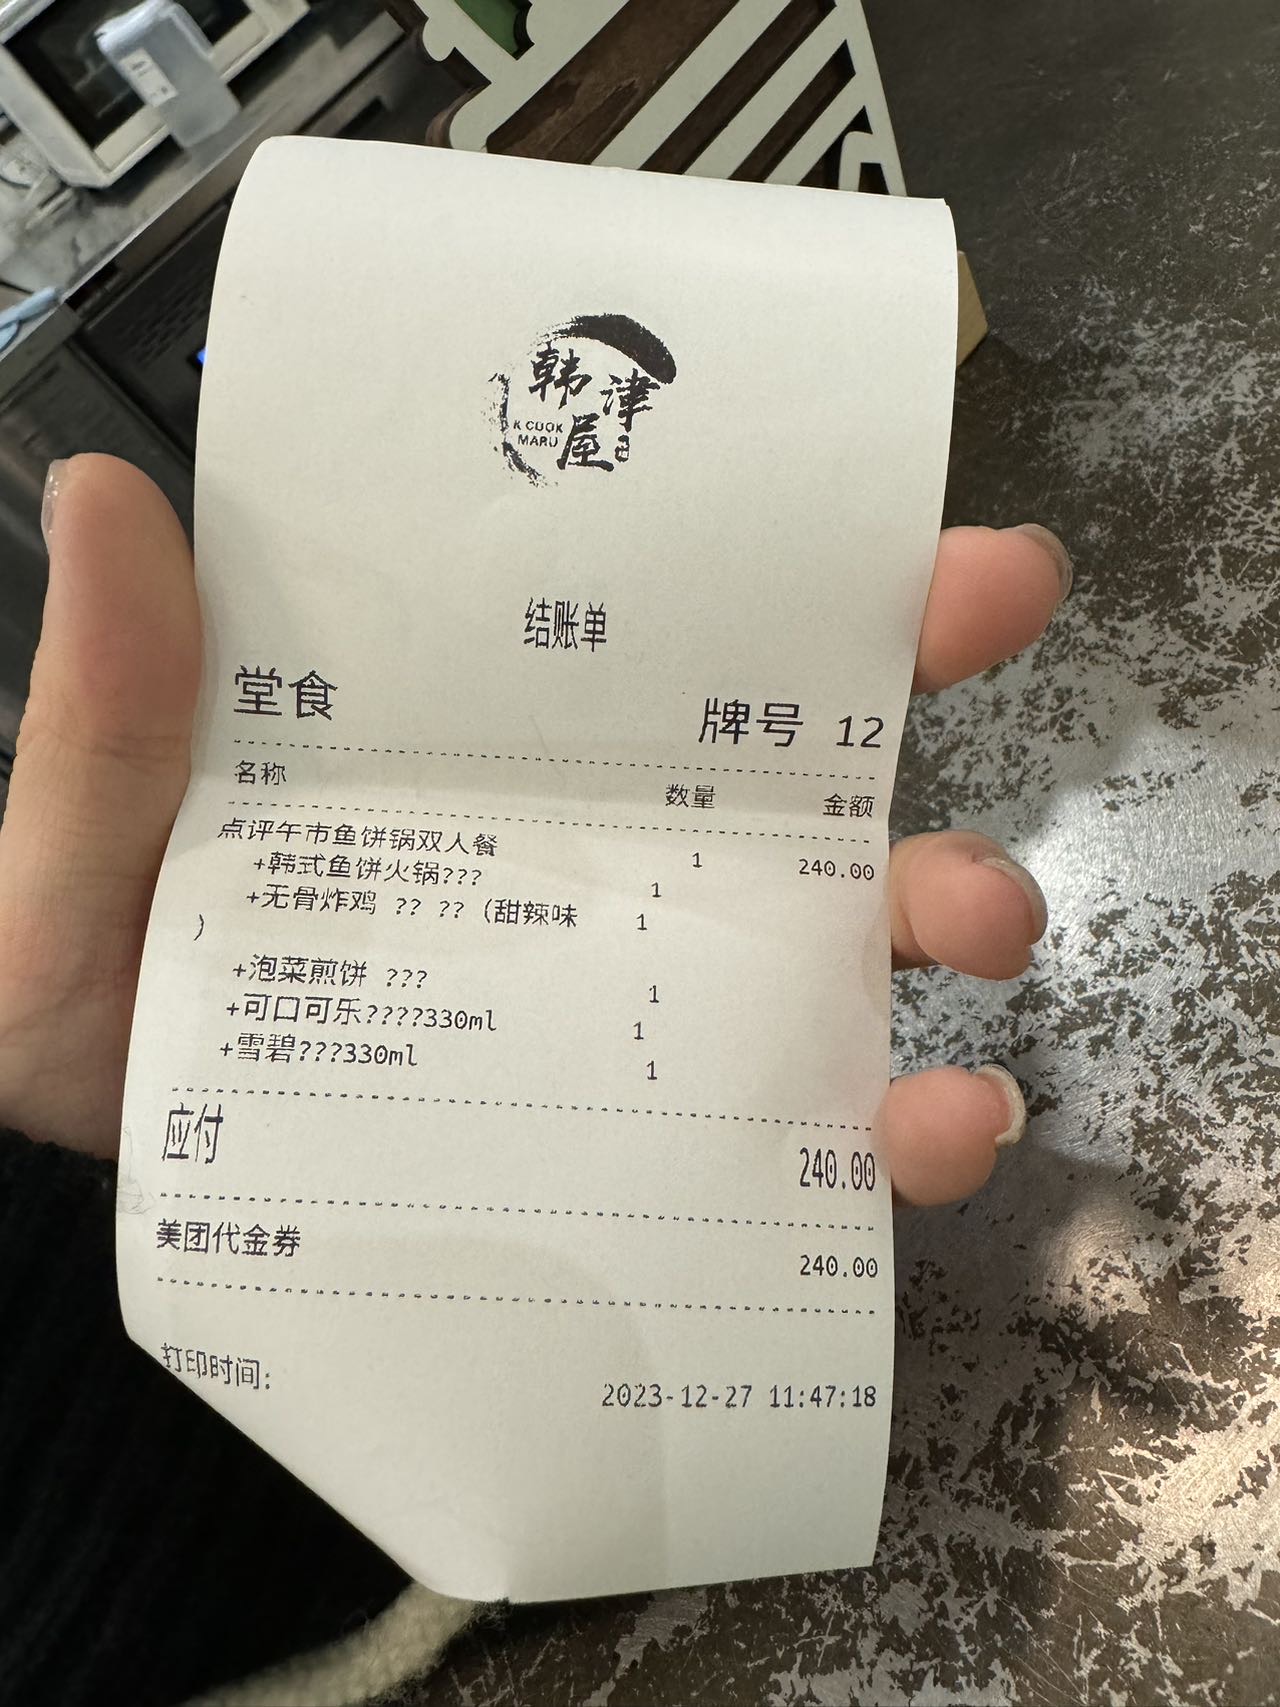 韩津屋
K COOK
MARU
结账单
堂食 牌号 12
名称 数量 金额
点评午市鱼饼锅双人餐 1 240.00
+韩式鱼饼火锅??? 1
+无骨炸鸡 ?? ?? (甜辣味 1
)
+泡菜煎饼 ??? 1
+可口可乐????330ml 1
+雪碧???330ml 1
应付 240.00
美团代金券 240.00
打印时间: 2023-12-27 11:47:18